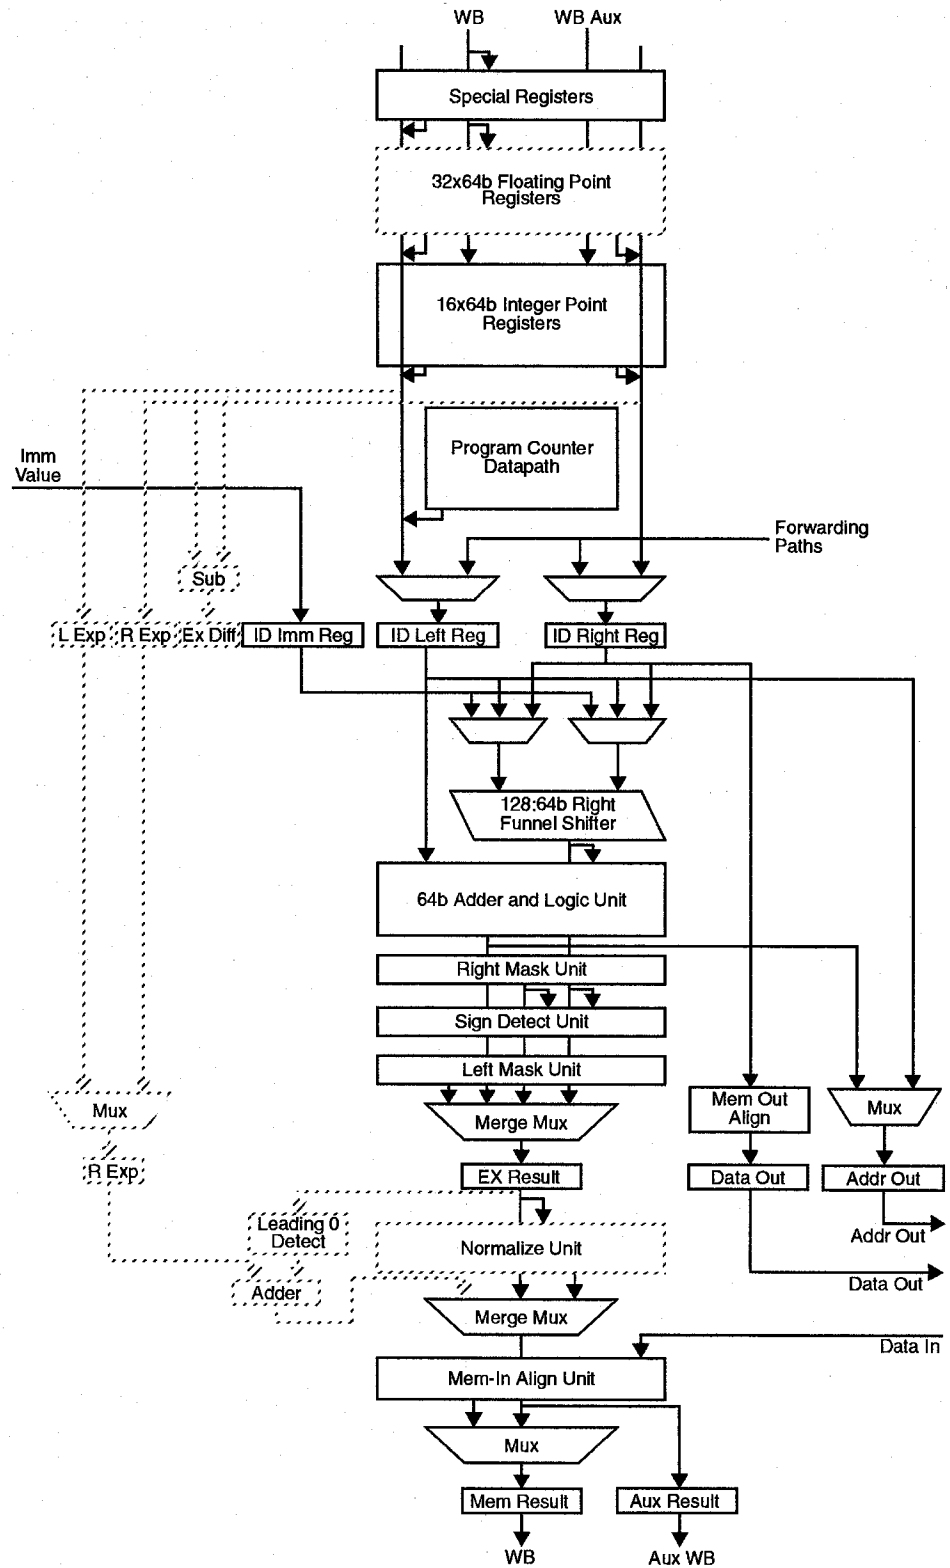 WB
WB Aux
Special Registers
32x64b Floating Point
Registers
16x64b Integer Point
Registers
Program Counter
Datapath
Imm
Value
Forwarding
Paths
Sub
L Exp
R Exp
Ex Diff
ID Imm Reg
ID Left Reg
ID Right Reg
128:64b Right
Funnel Shifter
64b Adder and Logic Unit
Right Mask Unit
Sign Detect Unit
Left Mask Unit
Mux
Merge Mux
Mem Out
Align
Mux
R Exp
EX Result
Data Out
Addr Out
Leading 0
Detect
Normalize Unit
Addr Out
Data Out
Adder
Merge Mux
Data In
Mem-In Align Unit
Mux
Mem Result
Aux Result
WB
Aux WB